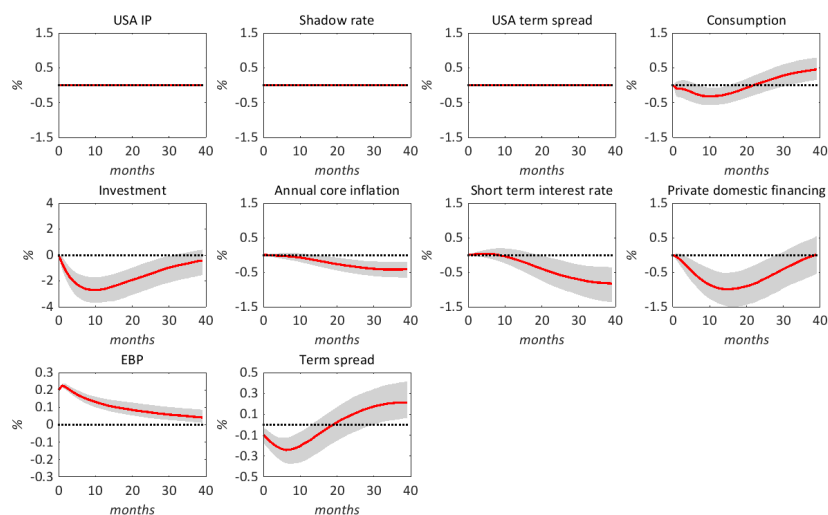 USA IP
%
1.5
0.5
-0.5
-1.5
0 10 20 30 40
months
Shadow rate
%
1.5
0.5
-0.5
-1.5
0 10 20 30 40
months
USA term spread
%
1.5
0.5
-0.5
-1.5
0 10 20 30 40
months
Consumption
%
1.5
0.5
-0.5
-1.5
0 10 20 30 40
months
Investment
%
4
2
0
-2
-4
0 10 20 30 40
months
Annual core inflation
%
1.5
0.5
-0.5
-1.5
0 10 20 30 40
months
Short term interest rate
%
1.5
0.5
-0.5
-1.5
0 10 20 30 40
months
Private domestic financing
%
1.5
0.5
-0.5
-1.5
0 10 20 30 40
months
EBP
%
0.3
0.2
0.1
0
0.1
0.2
0.3
0 10 20 30 40
months
Term spread
%
0.5
0.3
0.1
-0.1
-0.3
0.5
0 10 20 30 40
months